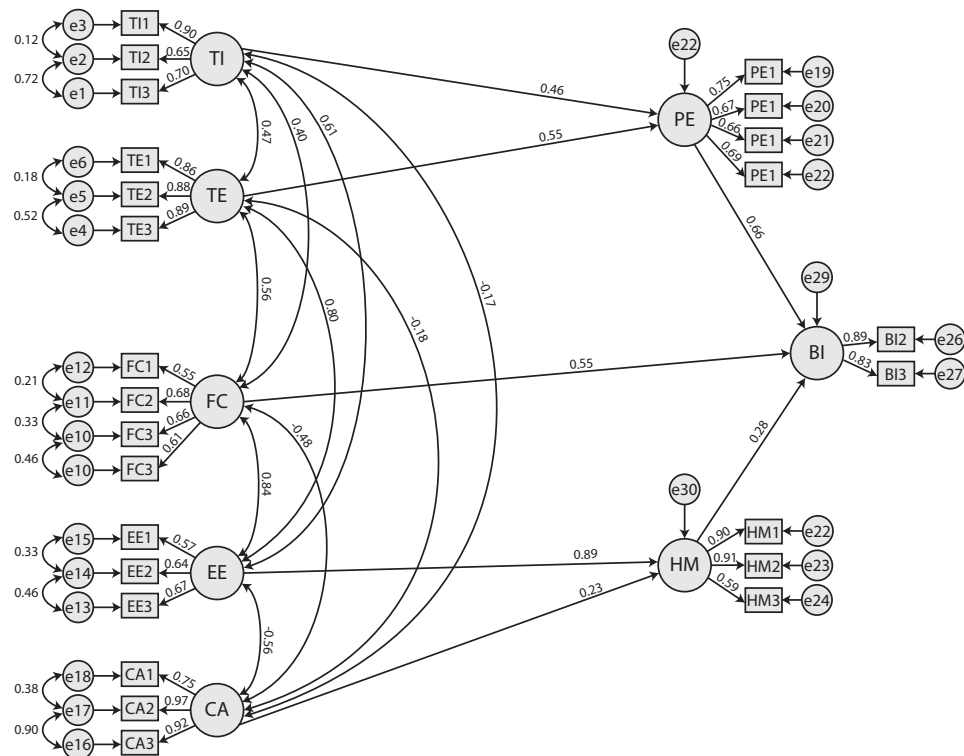 e3 TI1 0.90
0.12
e2 TI2 0.65 TI
0.72
e1 TI3 0.70
e6 TE1 0.86
0.18
e5 TE2 0.88 TE
0.52
e4 TE3 0.89
e12 FC1 0.55
0.21
e11 FC2 0.68 FC
0.33
e10 FC3 0.66
0.46
e10 FC3 0.61
e15 EE1 0.57
0.33
e14 EE2 0.64 EE
0.46
e13 EE3 0.67
e18 CA1 0.75
0.38
e17 CA2 0.97 CA
0.90
e16 CA3 0.92
0.47
0.40
0.61
0.56
0.80
-0.18
-0.17
0.84
-0.48
-0.56
0.46
0.55
0.55
0.89
0.23
e22
PE
0.75 PE1 e19
0.67 PE1 e20
0.66 PE1 e21
0.69 PE1 e22
0.66
e29
BI
0.89 BI2 e26
0.83 BI3 e27
0.28
e30
HM
0.90 HM1 e22
0.91 HM2 e23
0.59 HM3 e24